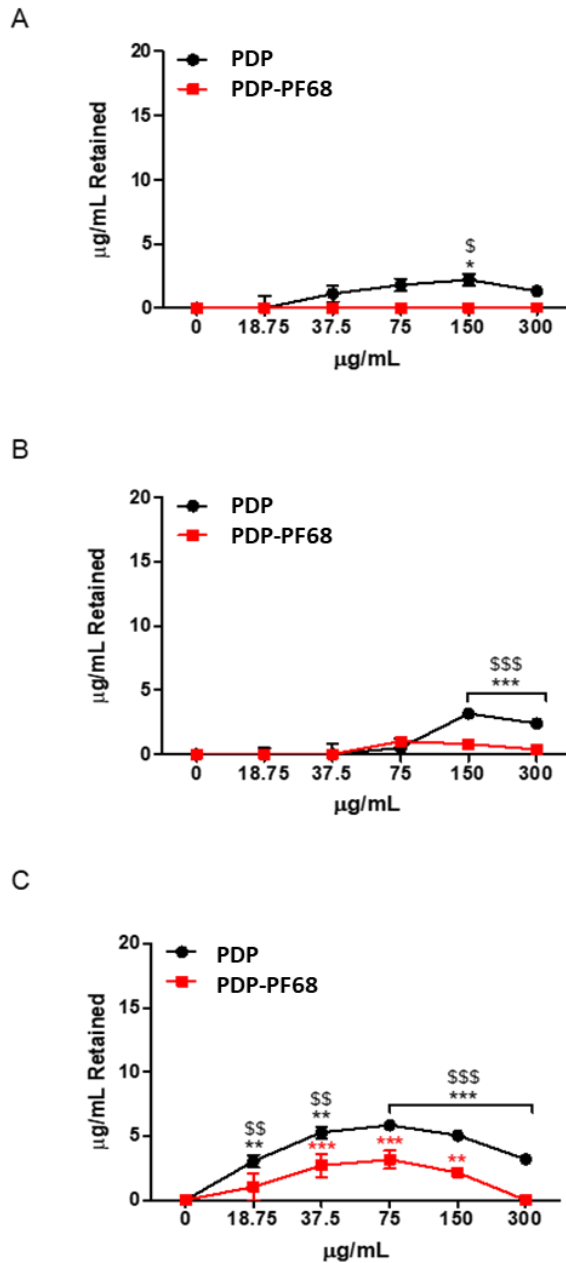 A
20
15
10
5
0
µg/mL Retained
PDP
PDP-PF68
$
*
0 18.75 37.5 75 150 300
µg/mL
B
20
15
10
5
0
µg/mL Retained
PDP
PDP-PF68
$$$
***
0 18.75 37.5 75 150 300
µg/mL
C
20
15
10
5
0
µg/mL Retained
PDP
PDP-PF68
$$$
***
$$
**
$$
**
***
***
**
0 18.75 37.5 75 150 300
µg/mL